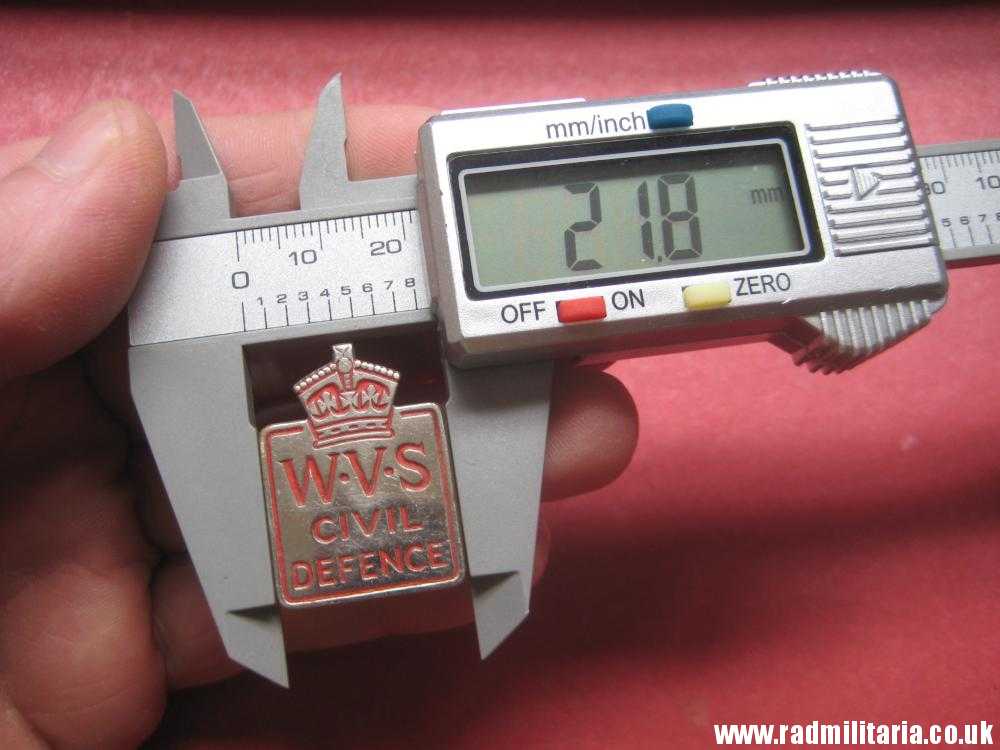 mm/inch
21.8 mm
OFF ON ZERO
0 10 20
1 2 3 4 5 6 7 8
W·V·S
CIVIL
DEFENCE
www.radmilitaria.co.uk